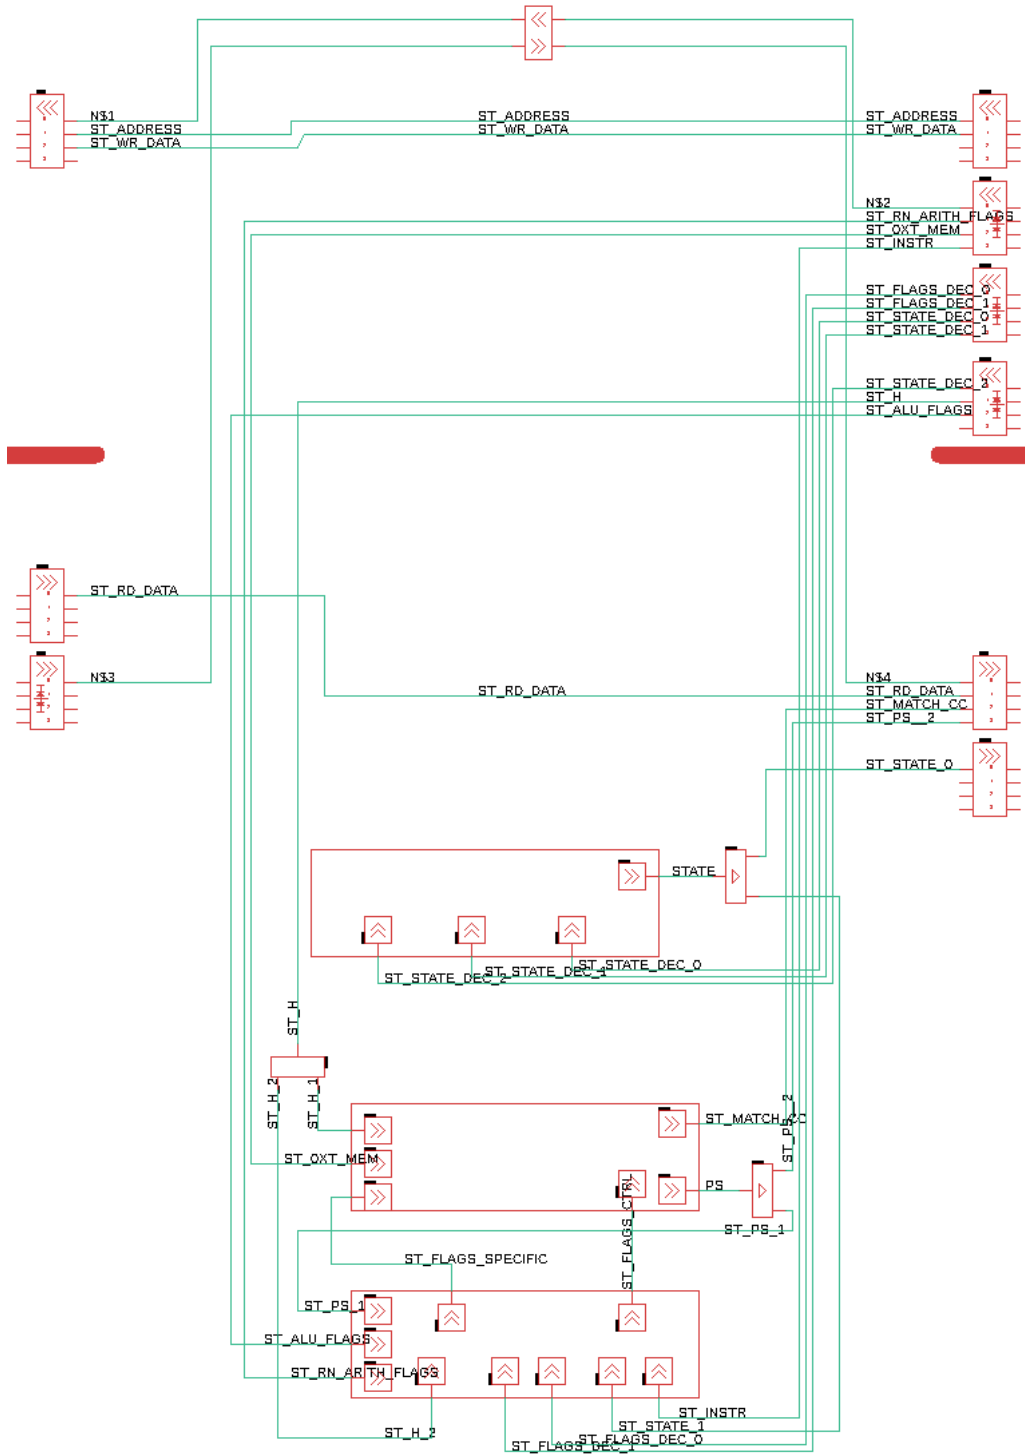 N$1
ST_ADDRESS
ST_ADDRESS
ST_ADDRESS
ST_WR_DATA
ST_WR_DATA
ST_WR_DATA
N$2
ST_RN_ARITH_FLAGS
ST_OXT_MEM
ST_INSTR
ST_FLAGS_DEC_0
ST_FLAGS_DEC_1
ST_STATE_DEC_0
ST_STATE_DEC_1
ST_STATE_DEC_2
ST_H
ST_ALU_FLAGS
ST_RD_DATA
N$3
N$4
ST_RD_DATA
ST_RD_DATA
ST_MATCH_CC
ST_PS__2
ST_STATE_0
STATE
ST_STATE_DEC_0
ST_STATE_DEC_1
ST_STATE_DEC_2
ST_H
ST_H_2
ST_H_1
ST_MATCH_CC
ST_PS__2
ST_OXT_MEM
PS
ST_FLAGS_CTRL
ST_PS_1
ST_FLAGS_SPECIFIC
ST_PS_1
ST_ALU_FLAGS
ST_RN_ARITH_FLAGS
ST_INSTR
ST_STATE_1
ST_H_2
ST_FLAGS_DEC_0
ST_FLAGS_DEC_1